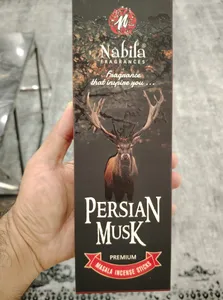 N
Nabila
FRAGRANCES
Fragrance
that inspire you...
PERSIAN
MUSK
PREMIUM
MASALA INCENSE STICKS